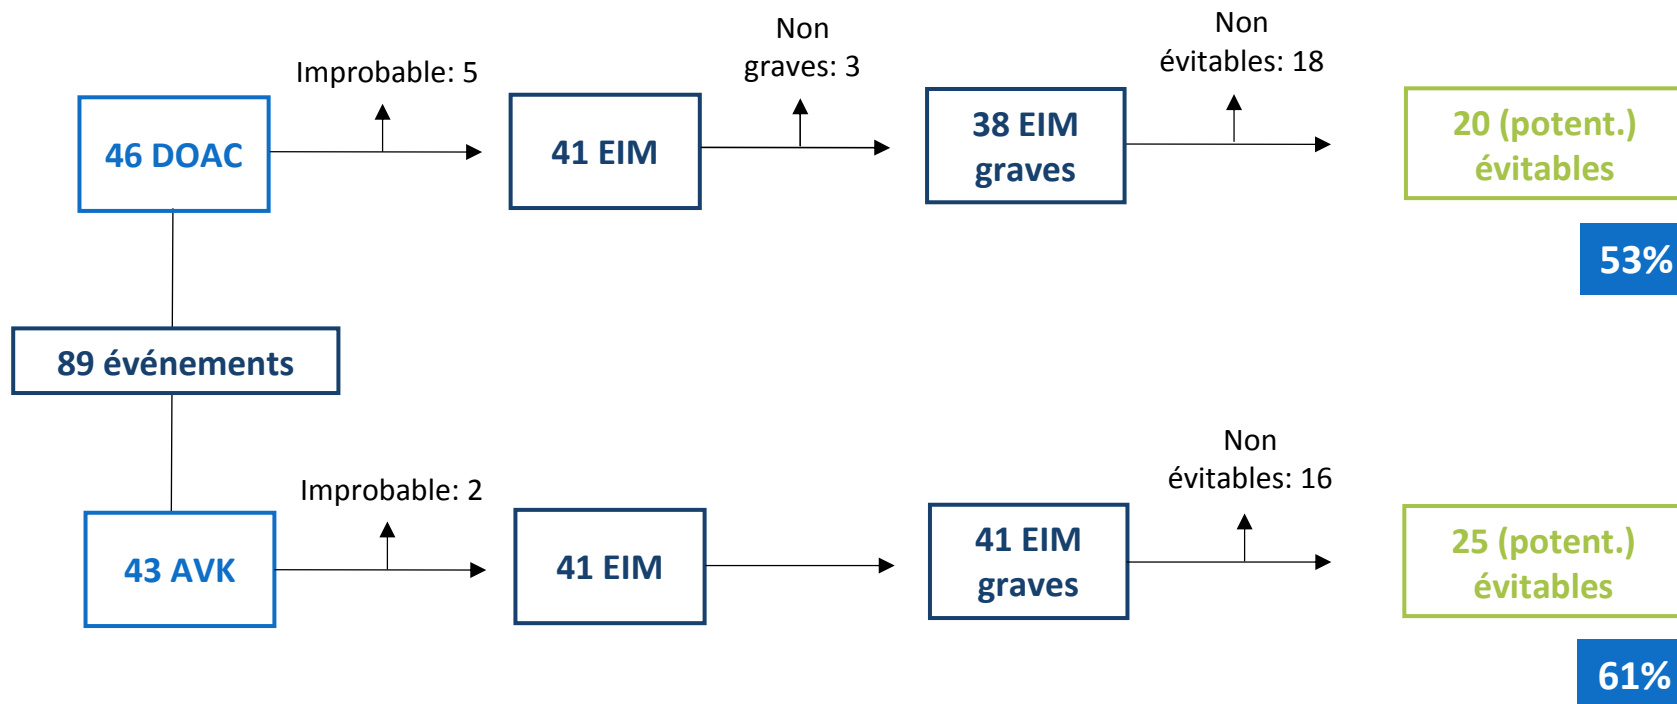 Improbable: 5
Non
graves: 3
Non
évitables: 18
46 DOAC
41 EIM
38 EIM
graves
20 (potent.)
évitables
53%
89 événements
Improbable: 2
Non
évitables: 16
43 AVK
41 EIM
41 EIM
graves
25 (potent.)
évitables
61%